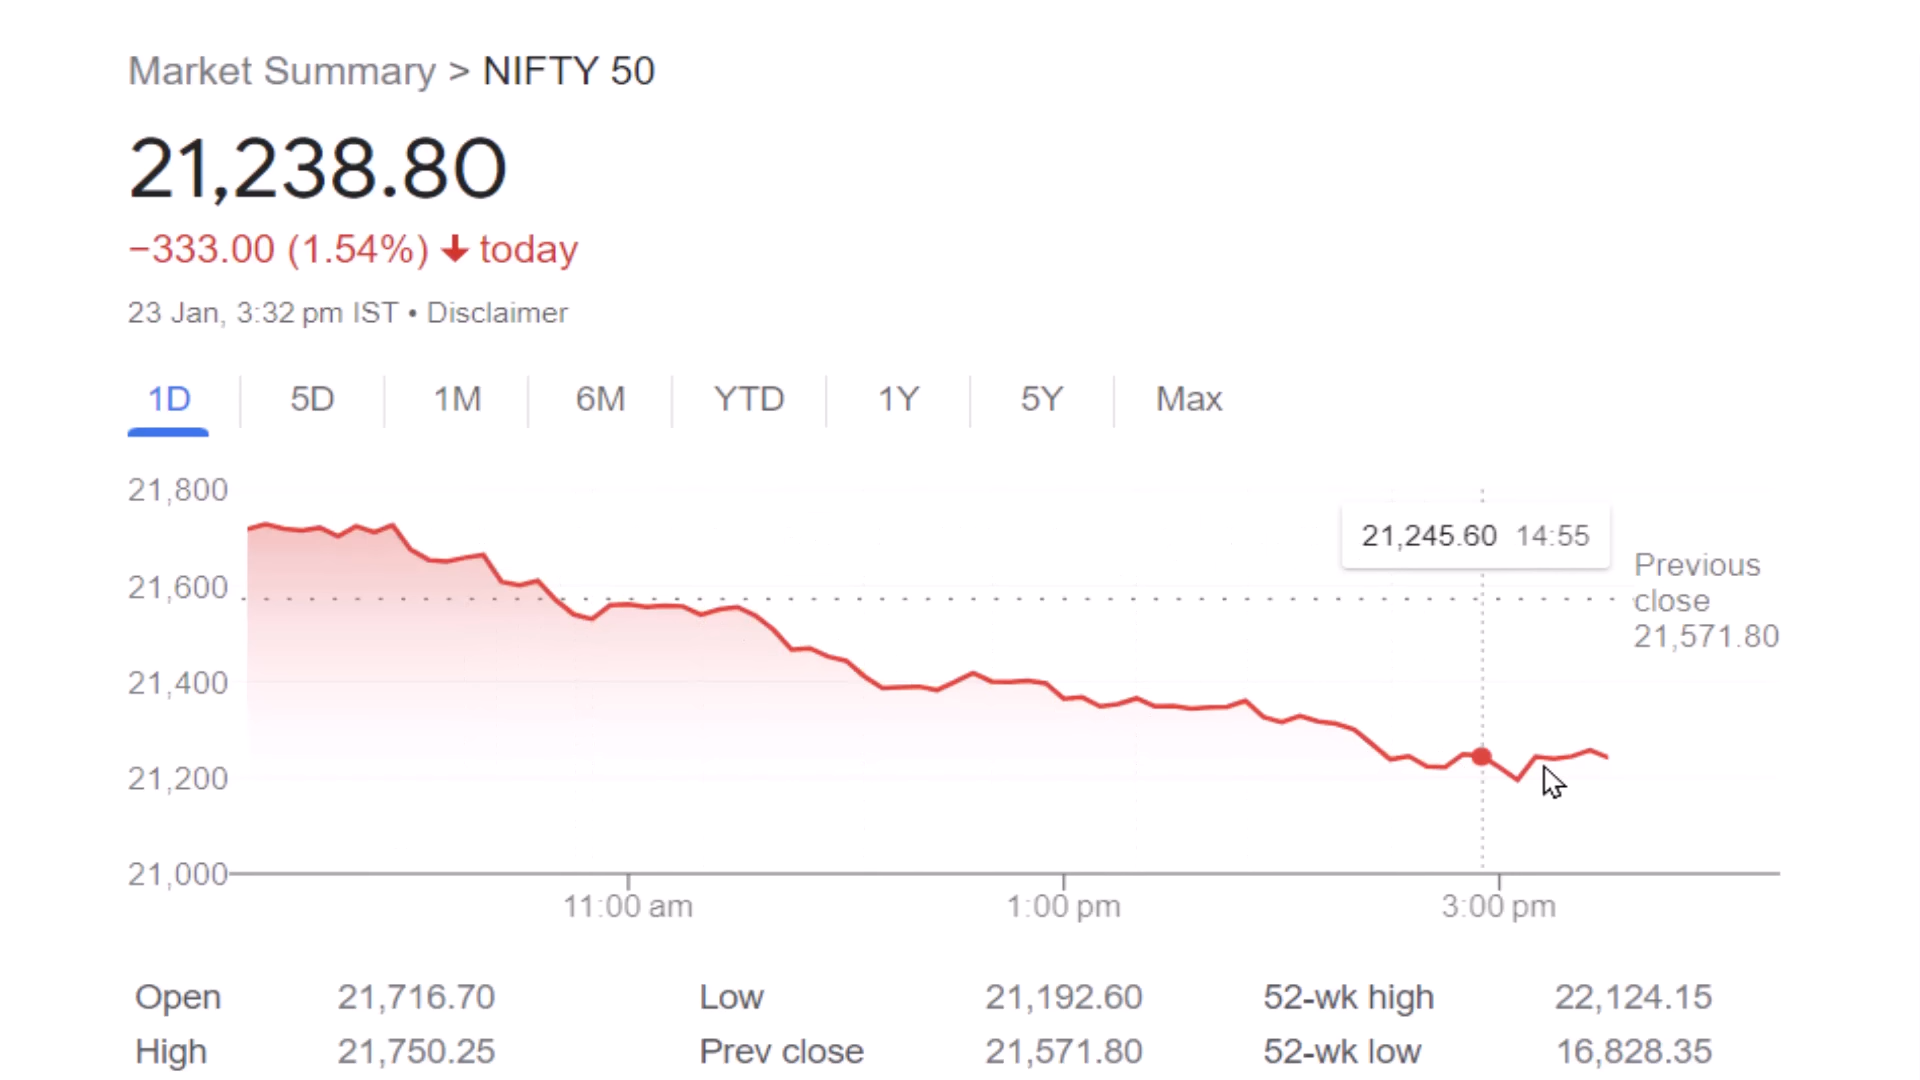 Market Summary > NIFTY 50
21,238.80
−333.00 (1.54%) ↓ today
23 Jan, 3:32 pm IST • Disclaimer
1D 5D 1M 6M YTD 1Y 5Y Max
21,800
21,245.60 14:55
Previous
close
21,571.80
21,600
21,400
21,200
21,000
11:00 am 1:00 pm 3:00 pm
Open 21,716.70 Low 21,192.60 52-wk high 22,124.15
High 21,750.25 Prev close 21,571.80 52-wk low 16,828.35